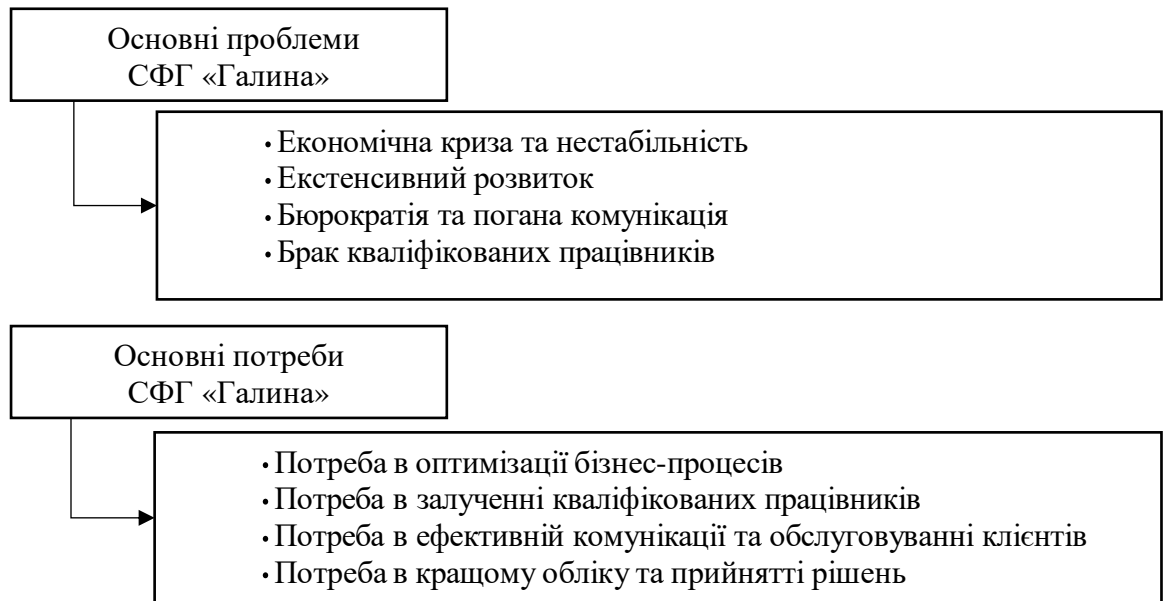 Основні проблеми
СФГ «Галина»
• Економічна криза та нестабільність
• Екстенсивний розвиток
• Бюрократія та погана комунікація
• Брак кваліфікованих працівників
Основні потреби
СФГ «Галина»
• Потреба в оптимізації бізнес-процесів
• Потреба в залученні кваліфікованих працівників
• Потреба в ефективній комунікації та обслуговуванні клієнтів
• Потреба в кращому обліку та прийнятті рішень